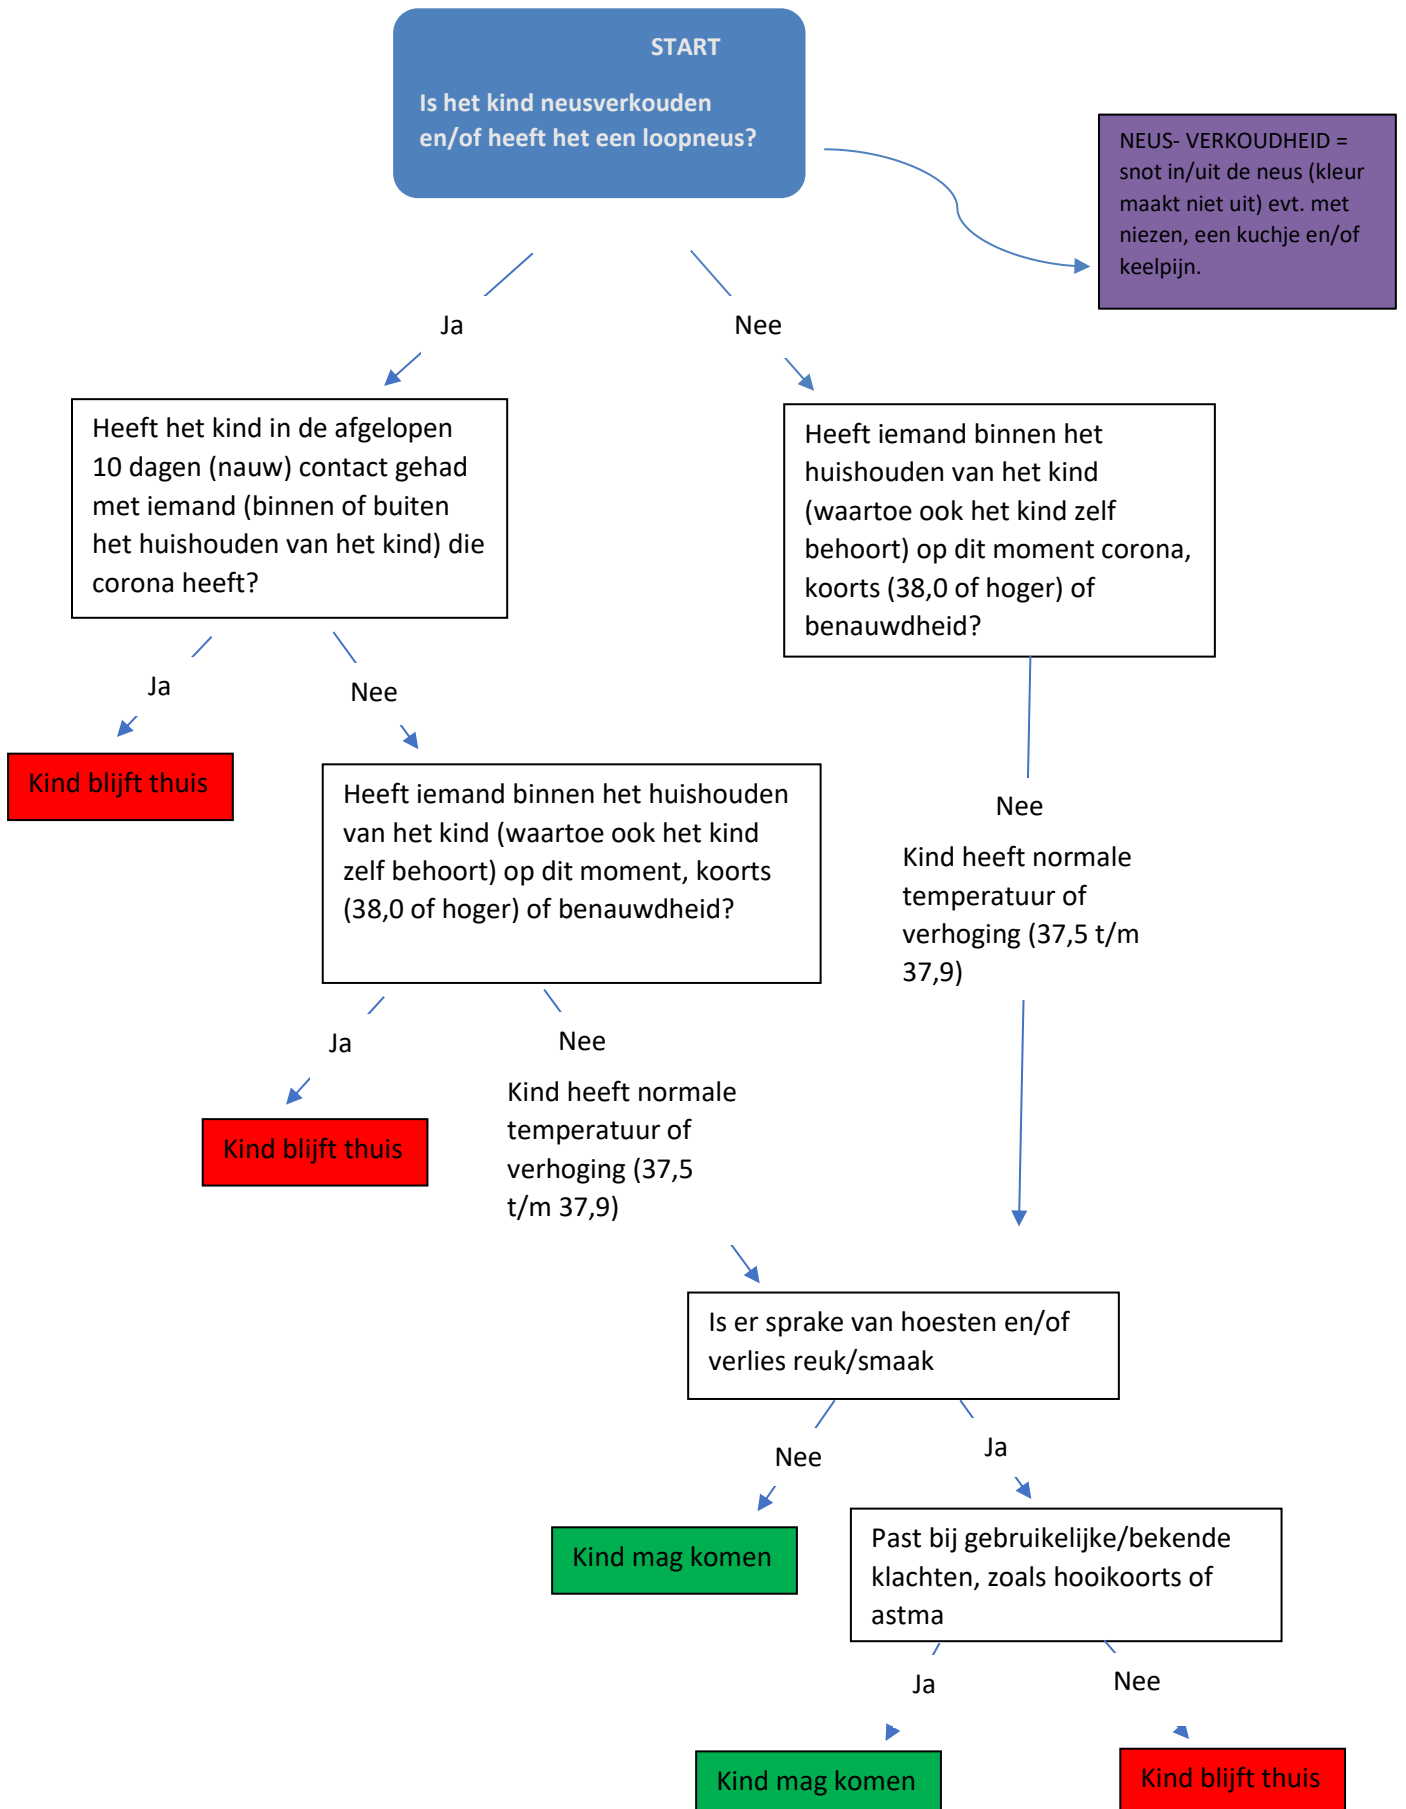 START
Is het kind neusverkouden
en/of heeft het een loopneus?
NEUS- VERKOUDHEID =
snot in/uit de neus (kleur
maakt niet uit) evt. met
niezen, een kuchje en/of
keelpijn.
Ja
Nee
Heeft het kind in de afgelopen
10 dagen (nauw) contact gehad
met iemand (binnen of buiten
het huishouden van het kind) die
corona heeft?
Heeft iemand binnen het
huishouden van het kind
(waartoe ook het kind zelf
behoort) op dit moment corona,
koorts (38,0 of hoger) of
benauwdheid?
Ja
Nee
Kind blijft thuis
Heeft iemand binnen het huishouden
van het kind (waartoe ook het kind
zelf behoort) op dit moment, koorts
(38,0 of hoger) of benauwdheid?
Nee
Kind heeft normale
temperatuur of
verhoging (37,5 t/m
37,9)
Ja
Nee
Kind blijft thuis
Kind heeft normale
temperatuur of
verhoging (37,5
t/m 37,9)
Is er sprake van hoesten en/of
verlies reuk/smaak
Nee
Ja
Kind mag komen
Past bij gebruikelijke/bekende
klachten, zoals hooikoorts of
astma
Ja
Nee
Kind mag komen
Kind blijft thuis